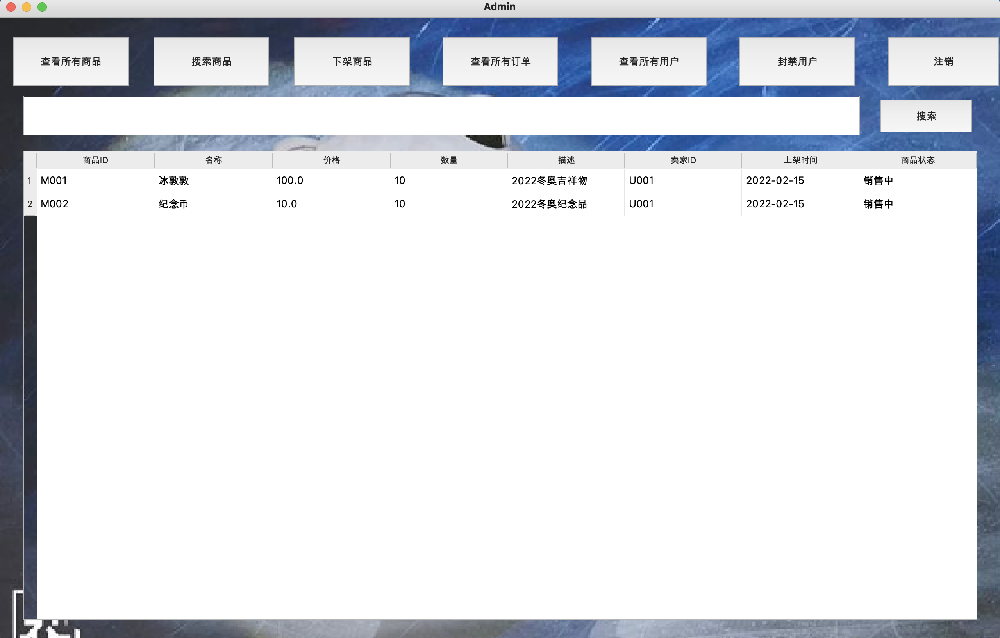 Admin
查看所有商品 搜索商品 下架商品 查看所有订单 查看所有用户 封禁用户 注销
搜索
商品ID 名称 价格 数量 描述 卖家ID 上架时间 商品状态
1 M001 冰敦敦 100.0 10 2022冬奥吉祥物 U001 2022-02-15 销售中
2 M002 纪念币 10.0 10 2022冬奥纪念品 U001 2022-02-15 销售中